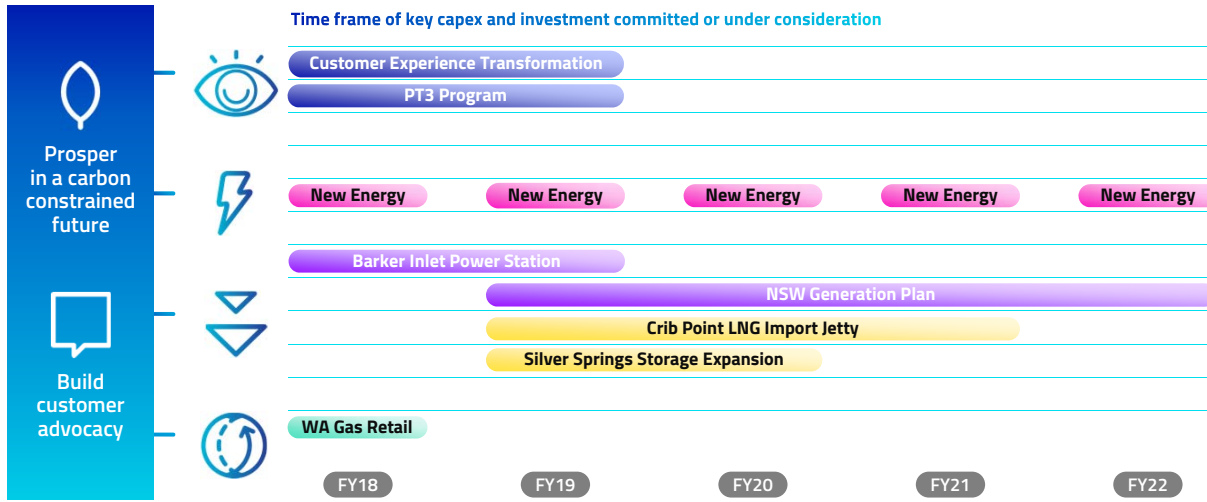 Time frame of key capex and investment committed or under consideration
Prosper
in a carbon
constrained
future
Build
customer
advocacy
Customer Experience Transformation
PT3 Program
New Energy New Energy New Energy New Energy New Energy
Barker Inlet Power Station
NSW Generation Plan
Crib Point LNG Import Jetty
Silver Springs Storage Expansion
WA Gas Retail
FY18 FY19 FY20 FY21 FY22